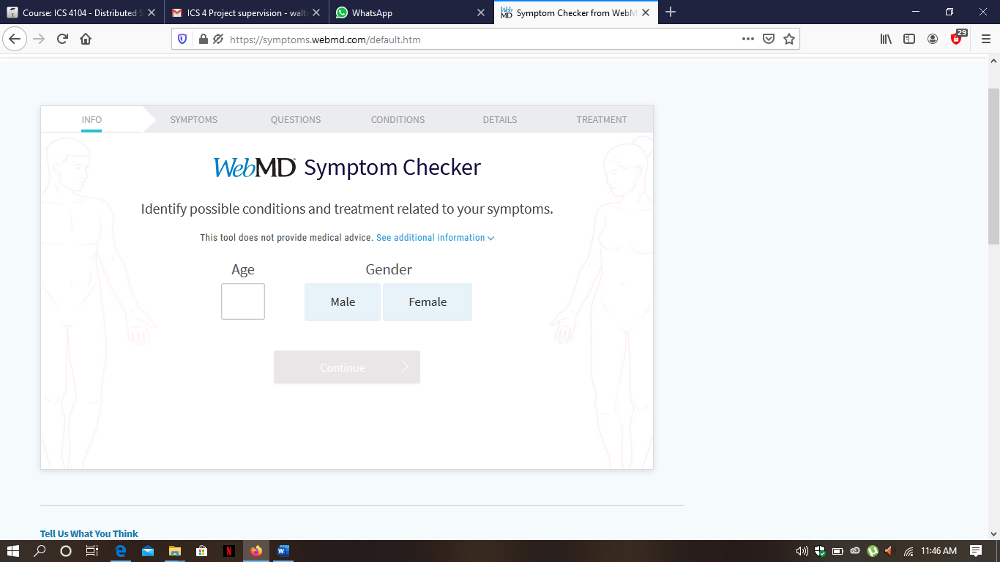 Course: ICS 4104 - Distributed S
ICS 4 Project supervision - walt
WhatsApp
Web MD Symptom Checker from WebM
https://symptoms.webmd.com/default.htm
29
INFO SYMPTOMS QUESTIONS CONDITIONS DETAILS TREATMENT
WebMD Symptom Checker
Identify possible conditions and treatment related to your symptoms.
This tool does not provide medical advice. See additional information
Age Gender
Male Female
Continue
Tell Us What You Think
11:46 AM